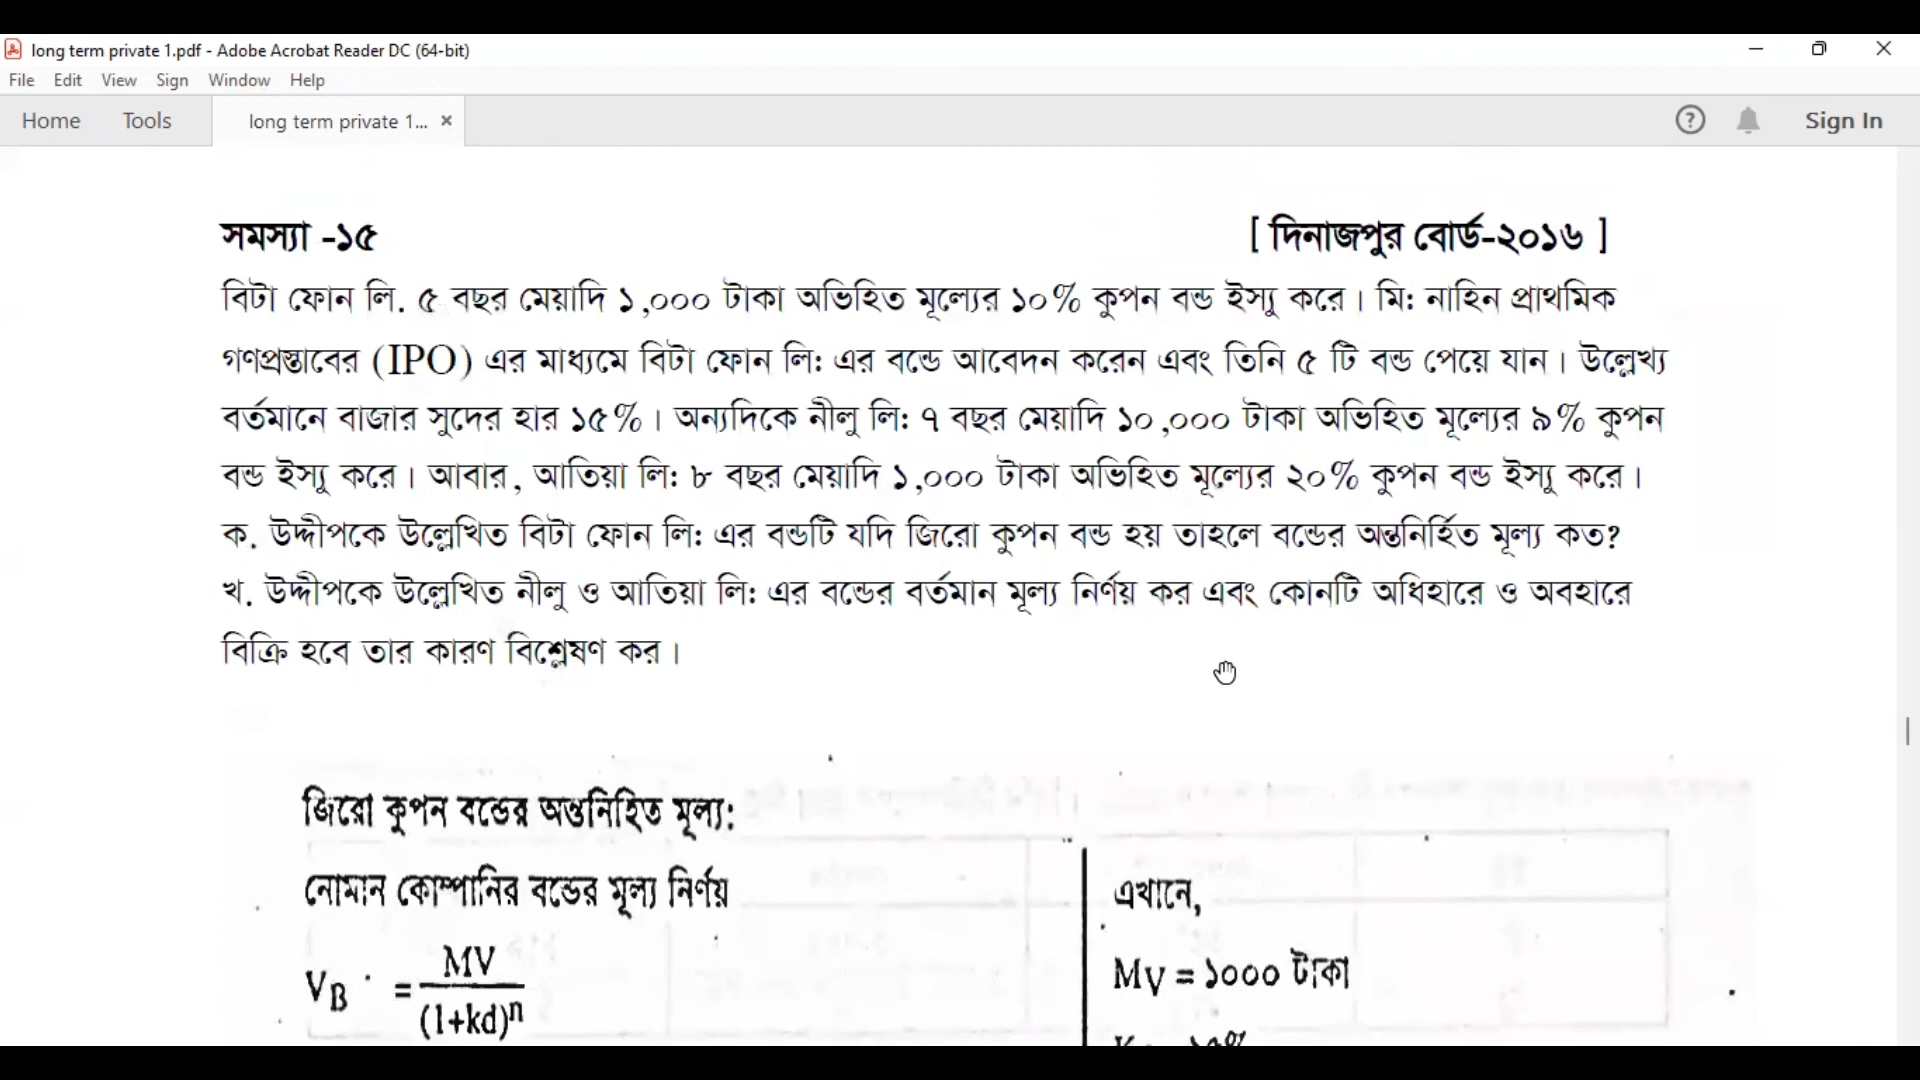 long term private 1.pdf - Adobe Acrobat Reader DC (64-bit)
File Edit View Sign Window Help
Home Tools long term private 1... × Sign In
সমস্যা -১৫ [ দিনাজপুর বোর্ড-২০১৬ ]
বিটা ফোন লি. ৫ বছর মেয়াদি ১,০০০ টাকা অভিহিত মূল্যের ১০% কুপন বন্ড ইস্যু করে। মি: নাহিন প্রাথমিক
গণপ্রস্তাবের (IPO) এর মাধ্যমে বিটা ফোন লি: এর বন্ডে আবেদন করেন এবং তিনি ৫ টি বন্ড পেয়ে যান। উল্লেখ্য
বর্তমানে বাজার সুদের হার ১৫%। অন্যদিকে নীলু লি: ৭ বছর মেয়াদি ১০,০০০ টাকা অভিহিত মূল্যের ৯% কুপন
বন্ড ইস্যু করে। আবার, আতিয়া লি: ৮ বছর মেয়াদি ১,০০০ টাকা অভিহিত মূল্যের ২০% কুপন বন্ড ইস্যু করে।
ক. উদ্দীপকে উল্লেখিত বিটা ফোন লি: এর বন্ডটি যদি জিরো কুপন বন্ড হয় তাহলে বন্ডের অন্তনির্হিত মূল্য কত?
খ. উদ্দীপকে উল্লেখিত নীলু ও আতিয়া লি: এর বন্ডের বর্তমান মূল্য নির্ণয় কর এবং কোনটি অধিহারে ও অবহারে
বিক্রি হবে তার কারণ বিশ্লেষণ কর।
জিরো কুপন বন্ডের অন্তনিহিত মূল্য:
নোমান কোম্পানির বন্ডের মূল্য নির্ণয়
V_B = MV / (1+kd)^n
এখানে,
MV = ১০০০ টাকা